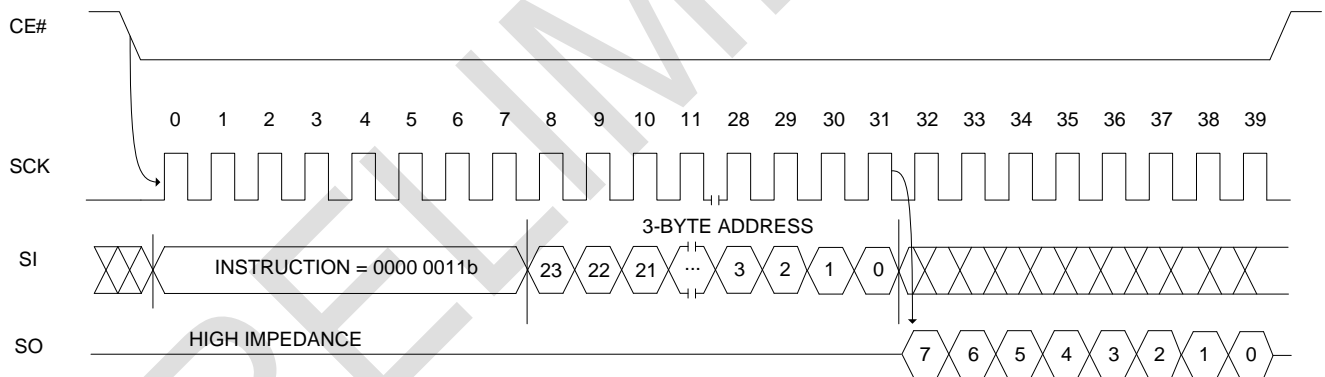 CE#
0 1 2 3 4 5 6 7 8 9 10 11 28 29 30 31 32 33 34 35 36 37 38 39
SCK
3-BYTE ADDRESS
SI
INSTRUCTION = 0000 0011b 23 22 21 ... 3 2 1 0
HIGH IMPEDANCE
SO
7 6 5 4 3 2 1 0